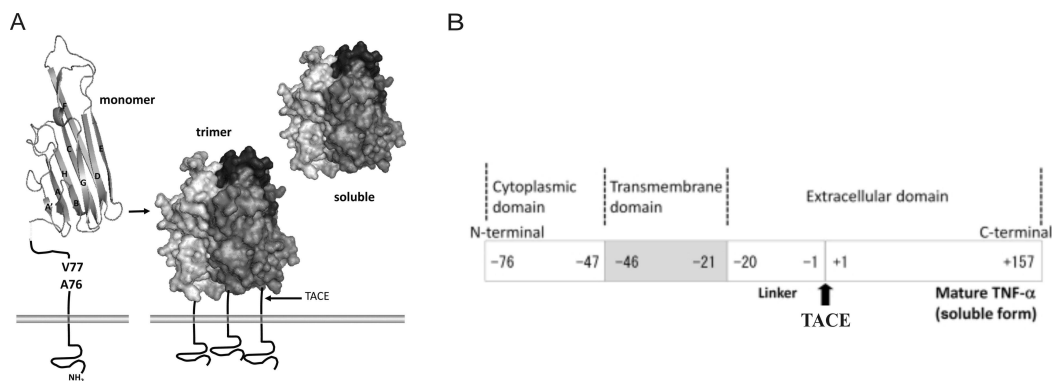 A
monomer
F
C
E
H
G
D
A
B
A'
V77
A76
NH₂
trimer
soluble
TACE
B
Cytoplasmic
domain
Transmembrane
domain
Extracellular domain
N-terminal
C-terminal
−76 −47 −46 −21 −20 −1 +1 +157
Linker
TACE
Mature TNF-α
(soluble form)